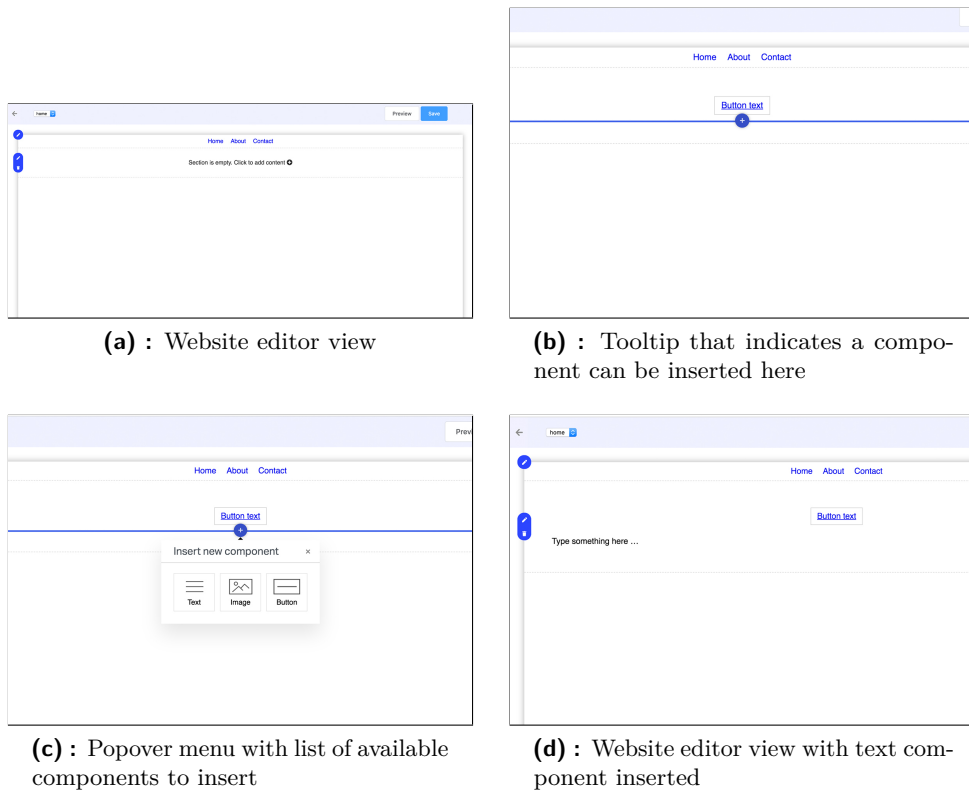 home
Preview
Save
Home About Contact
Section is empty. Click to add content
(a) : Website editor view
Home About Contact
Button text
(b) : Tooltip that indicates a compo-
nent can be inserted here
Previ
Home About Contact
Button text
Insert new component ×
Text Image Button
(c) : Popover menu with list of available
components to insert
home
Home About Contact
Button text
Type something here ...
(d) : Website editor view with text com-
ponent inserted